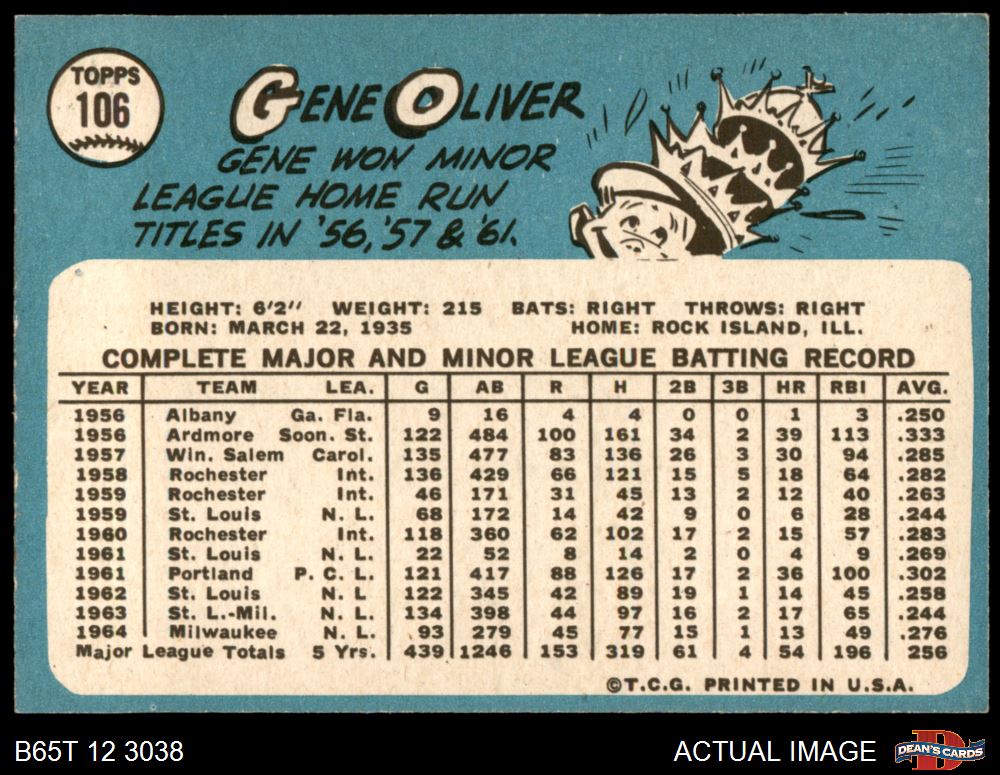 TOPPS
106
GENE OLIVER
GENE WON MINOR
LEAGUE HOME RUN
TITLES IN '56, '57 & '61.
HEIGHT: 6'2" WEIGHT: 215 BATS: RIGHT THROWS: RIGHT
BORN: MARCH 22, 1935 HOME: ROCK ISLAND, ILL.
COMPLETE MAJOR AND MINOR LEAGUE BATTING RECORD
YEAR TEAM LEA. G AB R H 2B 3B HR RBI AVG.
1956 Albany Ga. Fla. 9 16 4 4 0 0 1 3 .250
1956 Ardmore Soon. St. 122 484 100 161 34 2 39 113 .333
1957 Win. Salem Carol. 135 477 83 136 26 3 30 94 .285
1958 Rochester Int. 136 429 66 121 15 5 18 64 .282
1959 Rochester Int. 46 171 31 45 13 2 12 40 .263
1959 St. Louis N. L. 68 172 14 42 9 0 6 28 .244
1960 Rochester Int. 118 360 62 102 17 2 15 57 .283
1961 St. Louis N. L. 22 52 8 14 2 0 4 9 .269
1961 Portland P. C. L. 121 417 88 126 17 2 36 100 .302
1962 St. Louis N. L 122 345 42 89 19 1 14 45 .258
1963 St. L.-Mil. N. L. 134 398 44 97 16 2 17 65 .244
1964 Milwaukee N. L. 93 279 45 77 15 1 13 49 .276
Major League Totals 5 Yrs. 439 1246 153 319 61 4 54 196 256
©T.C.G. PRINTED IN U.S.A.
B65T 12 3038 ACTUAL IMAGE D DEAN'S CARDS